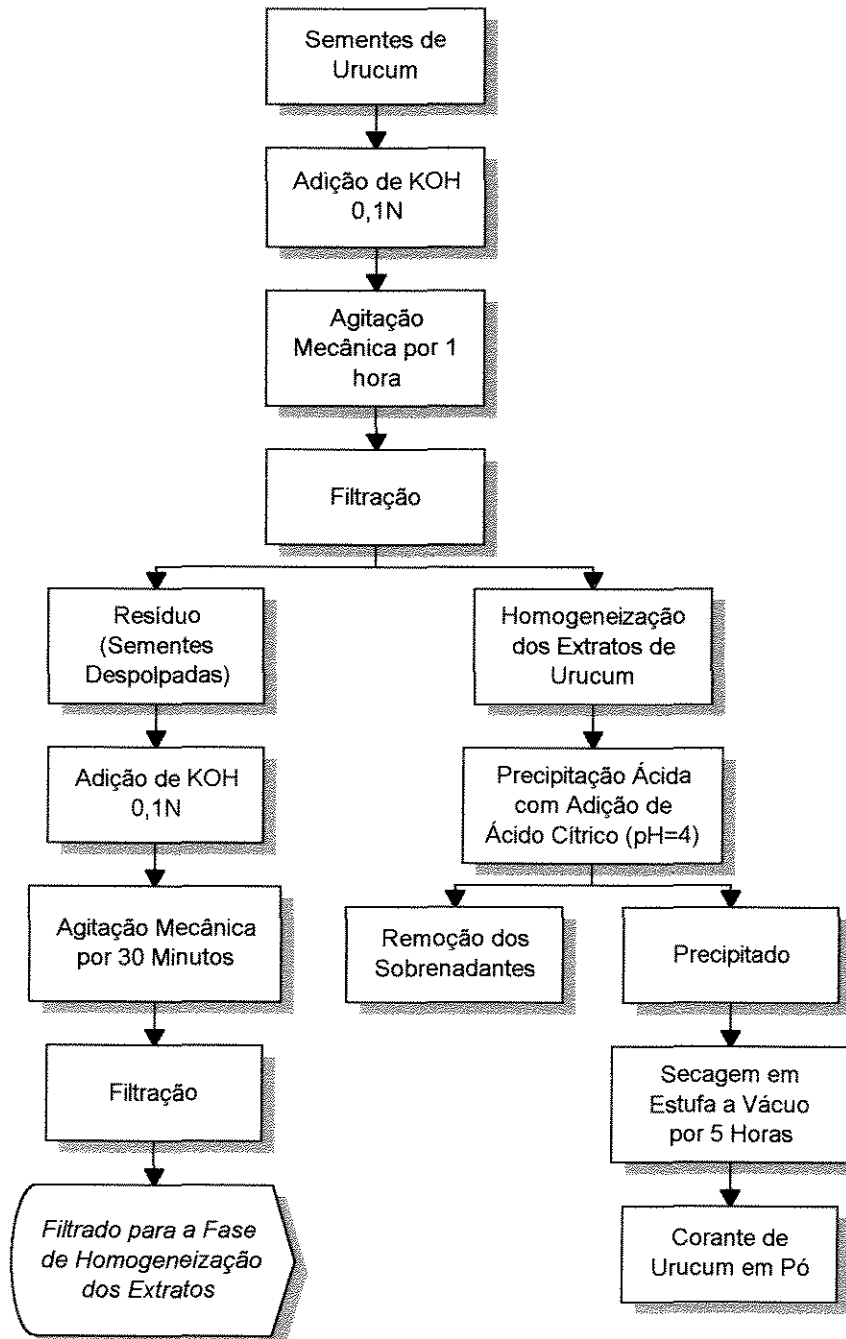 Sementes de
Urucum
Adição de KOH
0,1N
Agitação
Mecânica por 1
hora
Filtração
Resíduo
(Sementes
Despolpadas)
Homogeneização
dos Extratos de
Urucum
Adição de KOH
0,1N
Precipitação Ácida
com Adição de
Ácido Cítrico (pH=4)
Agitação Mecânica
por 30 Minutos
Remoção dos
Sobrenadantes
Precipitado
Filtração
Secagem em
Estufa a Vácuo
por 5 Horas
Filtrado para a Fase
de Homogeneização
dos Extratos
Corante de
Urucum em Pó